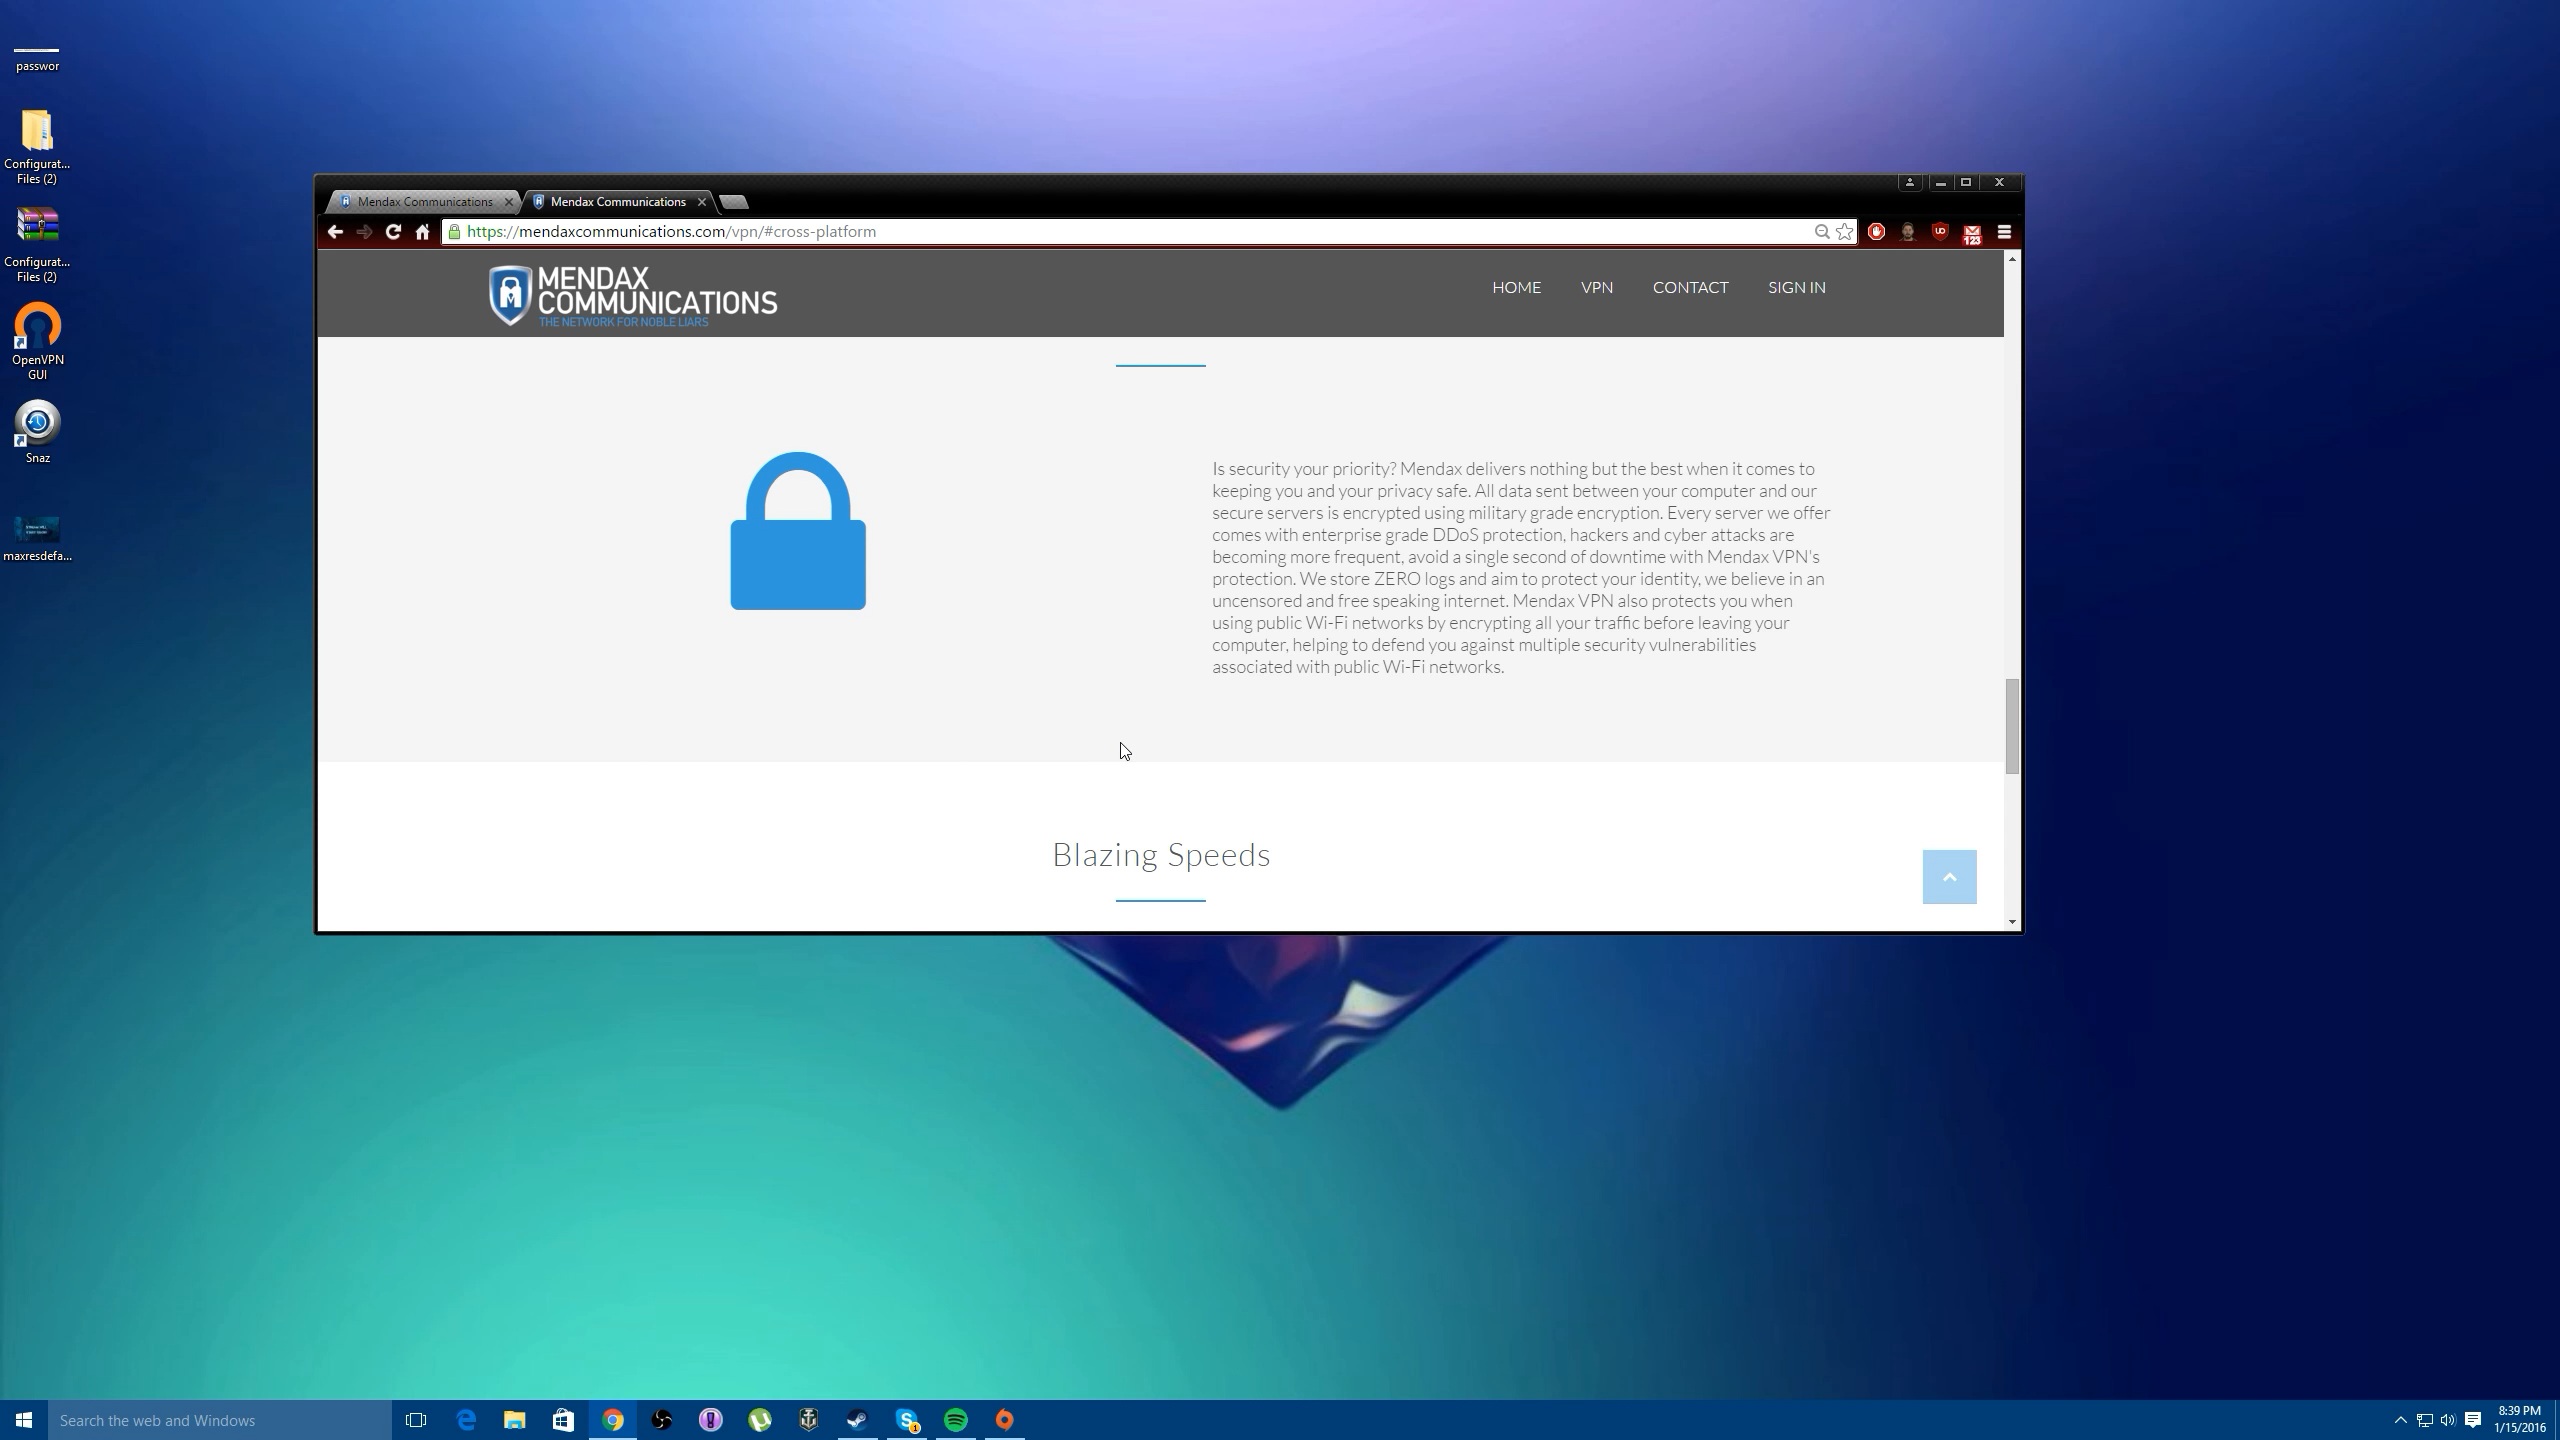 passwor
Configurat...
Files (2)
Configurat...
Files (2)
OpenVPN
GUI
Snaz
maxresdefa...
Mendax Communications
Mendax Communications
https://mendaxcommunications.com/vpn/#cross-platform
UD
123
MENDAX
COMMUNICATIONS
THE NETWORK FOR NOBLE LIARS
HOME VPN CONTACT SIGN IN
Is security your priority? Mendax delivers nothing but the best when it comes to
keeping you and your privacy safe. All data sent between your computer and our
secure servers is encrypted using military grade encryption. Every server we offer
comes with enterprise grade DDoS protection, hackers and cyber attacks are
becoming more frequent, avoid a single second of downtime with Mendax VPN's
protection. We store ZERO logs and aim to protect your identity, we believe in an
uncensored and free speaking internet. Mendax VPN also protects you when
using public Wi-Fi networks by encrypting all your traffic before leaving your
computer, helping to defend you against multiple security vulnerabilities
associated with public Wi-Fi networks.
Blazing Speeds
Search the web and Windows
1
8:39 PM
1/15/2016